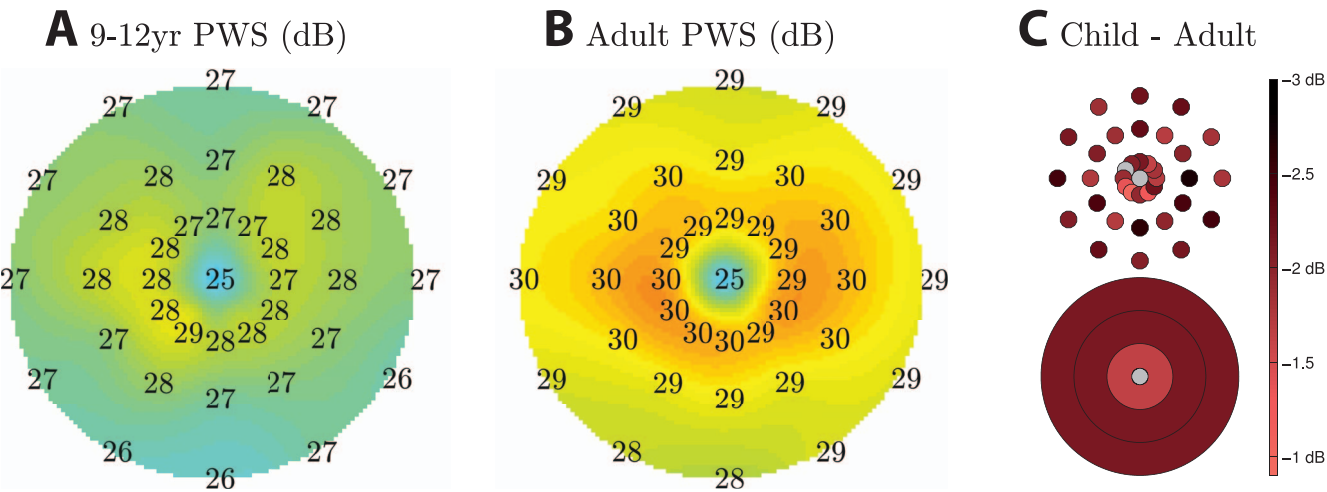 A 9-12yr PWS (dB)
27
27 27
27
27 28 28 27
28 27 28
27 27
28 28
27 28 28 25 27 28 27
28 28
27 29 28 28 27
27 28 27 26
27
26 27
26
B Adult PWS (dB)
29
29 29
29
29 30 30 29
30 29 30
29 29
29 29
30 30 30 25 29 30 29
30 30
30 30 30 29 30
29 29 29 29
29
28 29
28
C Child - Adult
−3 dB
−2.5
−2 dB
−1.5
−1 dB